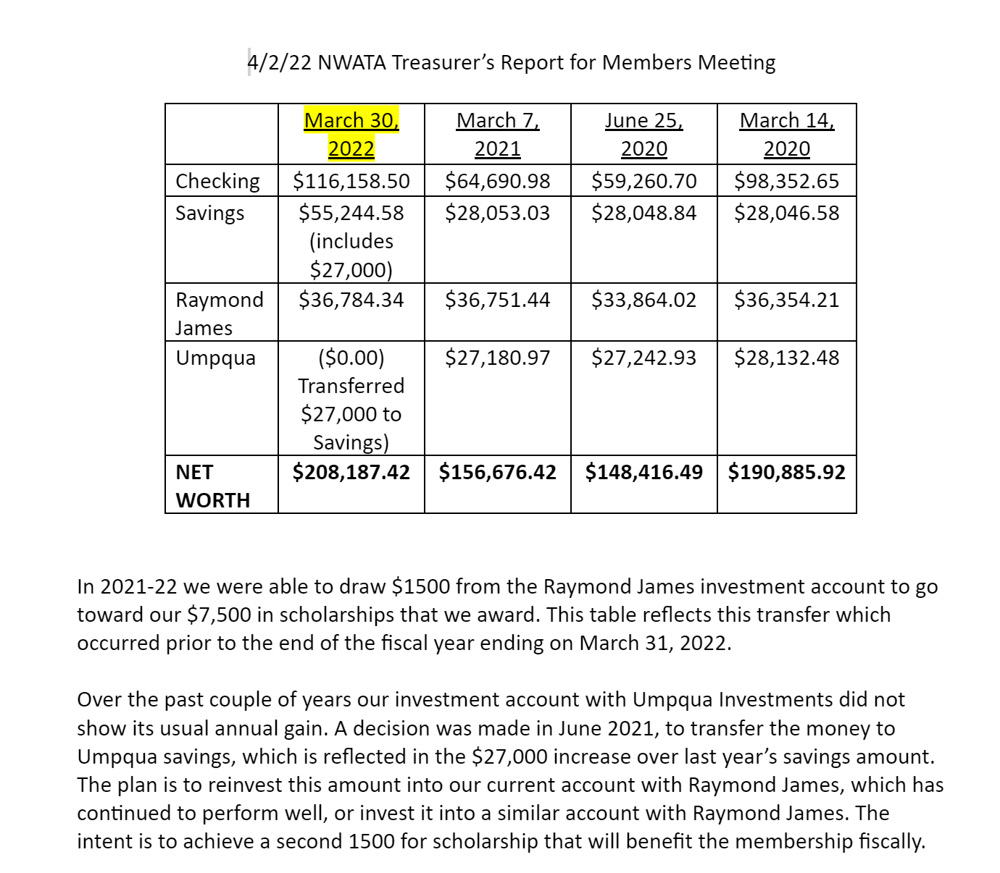 4/2/22 NWATA Treasurer’s Report for Members Meeting
March 30, 2022 March 7, 2021 June 25, 2020 March 14, 2020
Checking $116,158.50 $64,690.98 $59,260.70 $98,352.65
Savings $55,244.58 (includes $27,000) $28,053.03 $28,048.84 $28,046.58
Raymond James $36,784.34 $36,751.44 $33,864.02 $36,354.21
Umpqua ($0.00) Transferred $27,000 to Savings) $27,180.97 $27,242.93 $28,132.48
NET WORTH $208,187.42 $156,676.42 $148,416.49 $190,885.92
In 2021-22 we were able to draw $1500 from the Raymond James investment account to go
toward our $7,500 in scholarships that we award. This table reflects this transfer which
occurred prior to the end of the fiscal year ending on March 31, 2022.
Over the past couple of years our investment account with Umpqua Investments did not
show its usual annual gain. A decision was made in June 2021, to transfer the money to
Umpqua savings, which is reflected in the $27,000 increase over last year’s savings amount.
The plan is to reinvest this amount into our current account with Raymond James, which has
continued to perform well, or invest it into a similar account with Raymond James. The
intent is to achieve a second 1500 for scholarship that will benefit the membership fiscally.